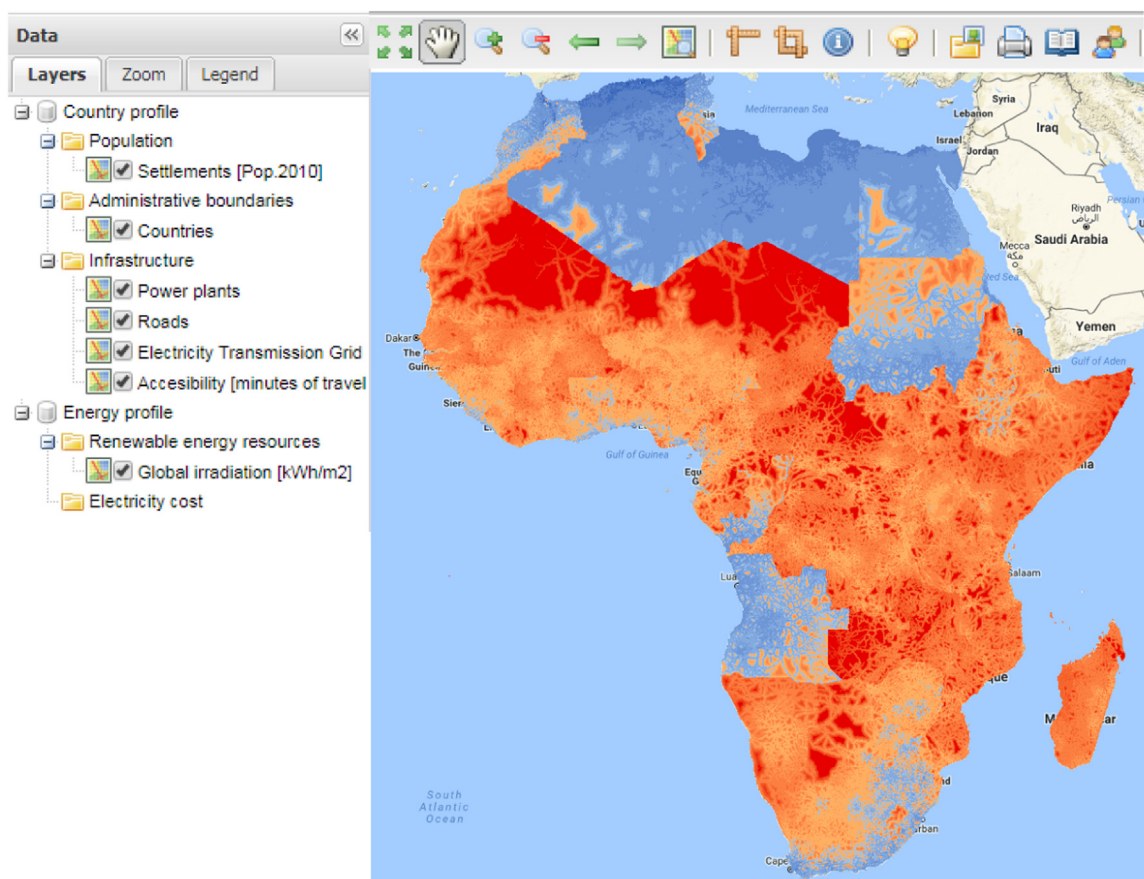 Data
Layers
Zoom
Legend
Country profile
Population
Settlements [Pop.2010]
Administrative boundaries
Countries
Infrastructure
Power plants
Roads
Electricity Transmission Grid
Accesibility [minutes of travel
Energy profile
Renewable energy resources
Global irradiation [kWh/m2]
Electricity cost
Mediterranean Sea
Syria
Lebanon
Iraq
Israel
Jordan
Persian
Riyadh
الرياض
Mecca
مكة
Saudi Arabia
Red Sea
Yemen
Gulf of Aden
Dakar
The
Gulf of Guinea
Salaam
South
Atlantic
Ocean
Cape